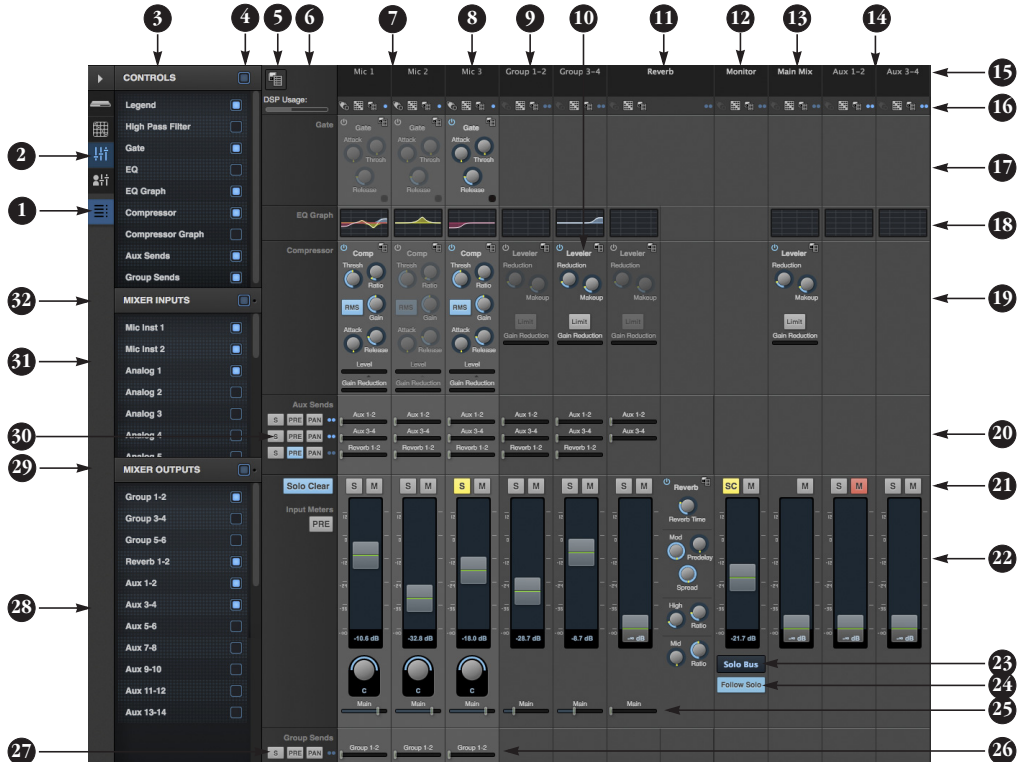 3 4 5 6 7 8 9 10 11 12 13 14
CONTROLS
Mic 1 Mic 2 Mic 3 Group 1-2 Group 3-4 Reverb Monitor Main Mix Aux 1-2 Aux 3-4
15
Legend
DSP Usage:
16
High Pass Filter
Gate
Gate Gate Gate
Gate
Attack Attack Attack
Thresh Thresh Thresh
2
17
EQ
Release Release Release
EQ Graph
1
Compressor
EQ Graph
18
Compressor Graph
Aux Sends
Compressor
Comp Comp Comp Leveler Leveler Leveler Leveler
Thresh Thresh Thresh Reduction Reduction Reduction Reduction
Group Sends
Ratio Ratio Ratio Makeup Makeup Makeup Makeup
32
MIXER INPUTS
19
RMS RMS RMS
Gain Gain Gain
Limit Limit Limit Limit
Mic Inst 1
Attack Attack Attack
Gain Reduction Gain Reduction Gain Reduction Gain Reduction
Mic Inst 2
Release Release Release
31
Analog 1
Level Level Level
Gain Reduction Gain Reduction Gain Reduction
Analog 2
Aux Sends
Analog 3
S PRE PAN
Aux 1-2 Aux 1-2 Aux 1-2 Aux 1-2 Aux 1-2 Aux 1-2
30
Analog 4
S PRE PAN
Aux 3-4 Aux 3-4 Aux 3-4 Aux 3-4 Aux 3-4 Aux 3-4
20
Analog 5
S PRE PAN
Reverb 1-2 Reverb 1-2 Reverb 1-2 Reverb 1-2 Reverb 1-2
29
MIXER OUTPUTS
Solo Clear
S M S M S M S M S M S M
Reverb
SC M M S M S M
21
Group 1-2
Input Meters
PRE
Reverb Time
Group 3-4
Group 5-6
Mod
Predelay
22
Reverb 1-2
Spread
Aux 1-2
28
Aux 3-4
High
Ratio
Aux 5-6
Aux 7-8
-10.6 dB -32.8 dB -18.0 dB -28.7 dB -8.7 dB -∞ dB
Mid
Ratio
-21.7 dB -∞ dB -∞ dB -∞ dB
Aux 9-10
Solo Bus
23
Aux 11-12
C C C
Follow Solo
24
Aux 13-14
Main Main Main Main Main Main
25
Group Sends
27
S PRE PAN
Group 1-2 Group 1-2 Group 1-2
26